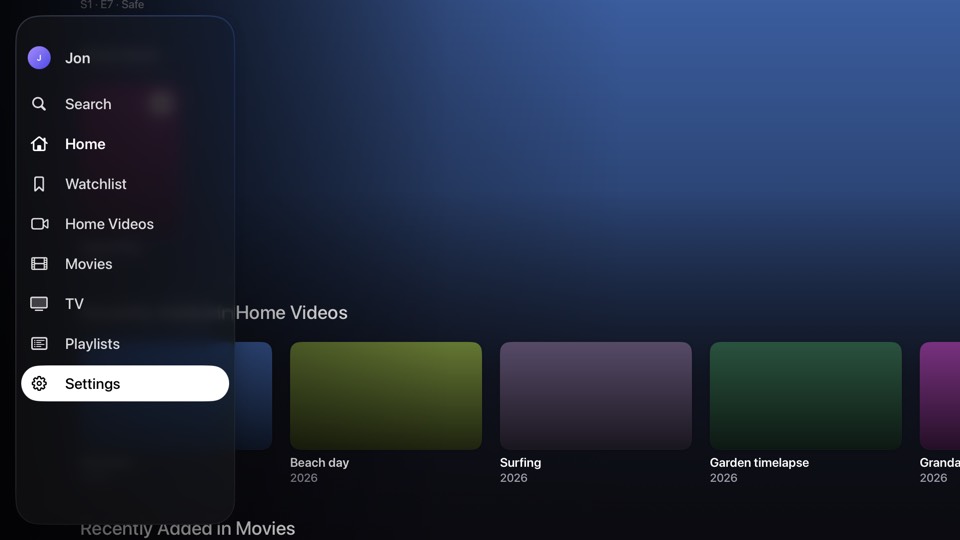 S1 · E7 · Safe
J
Jon
Search
Home
Watchlist
Home Videos
Movies
TV
Playlists
Settings
Home Videos
Beach day
2026
Surfing
2026
Garden timelapse
2026
Granda
2026
Recently Added in Movies